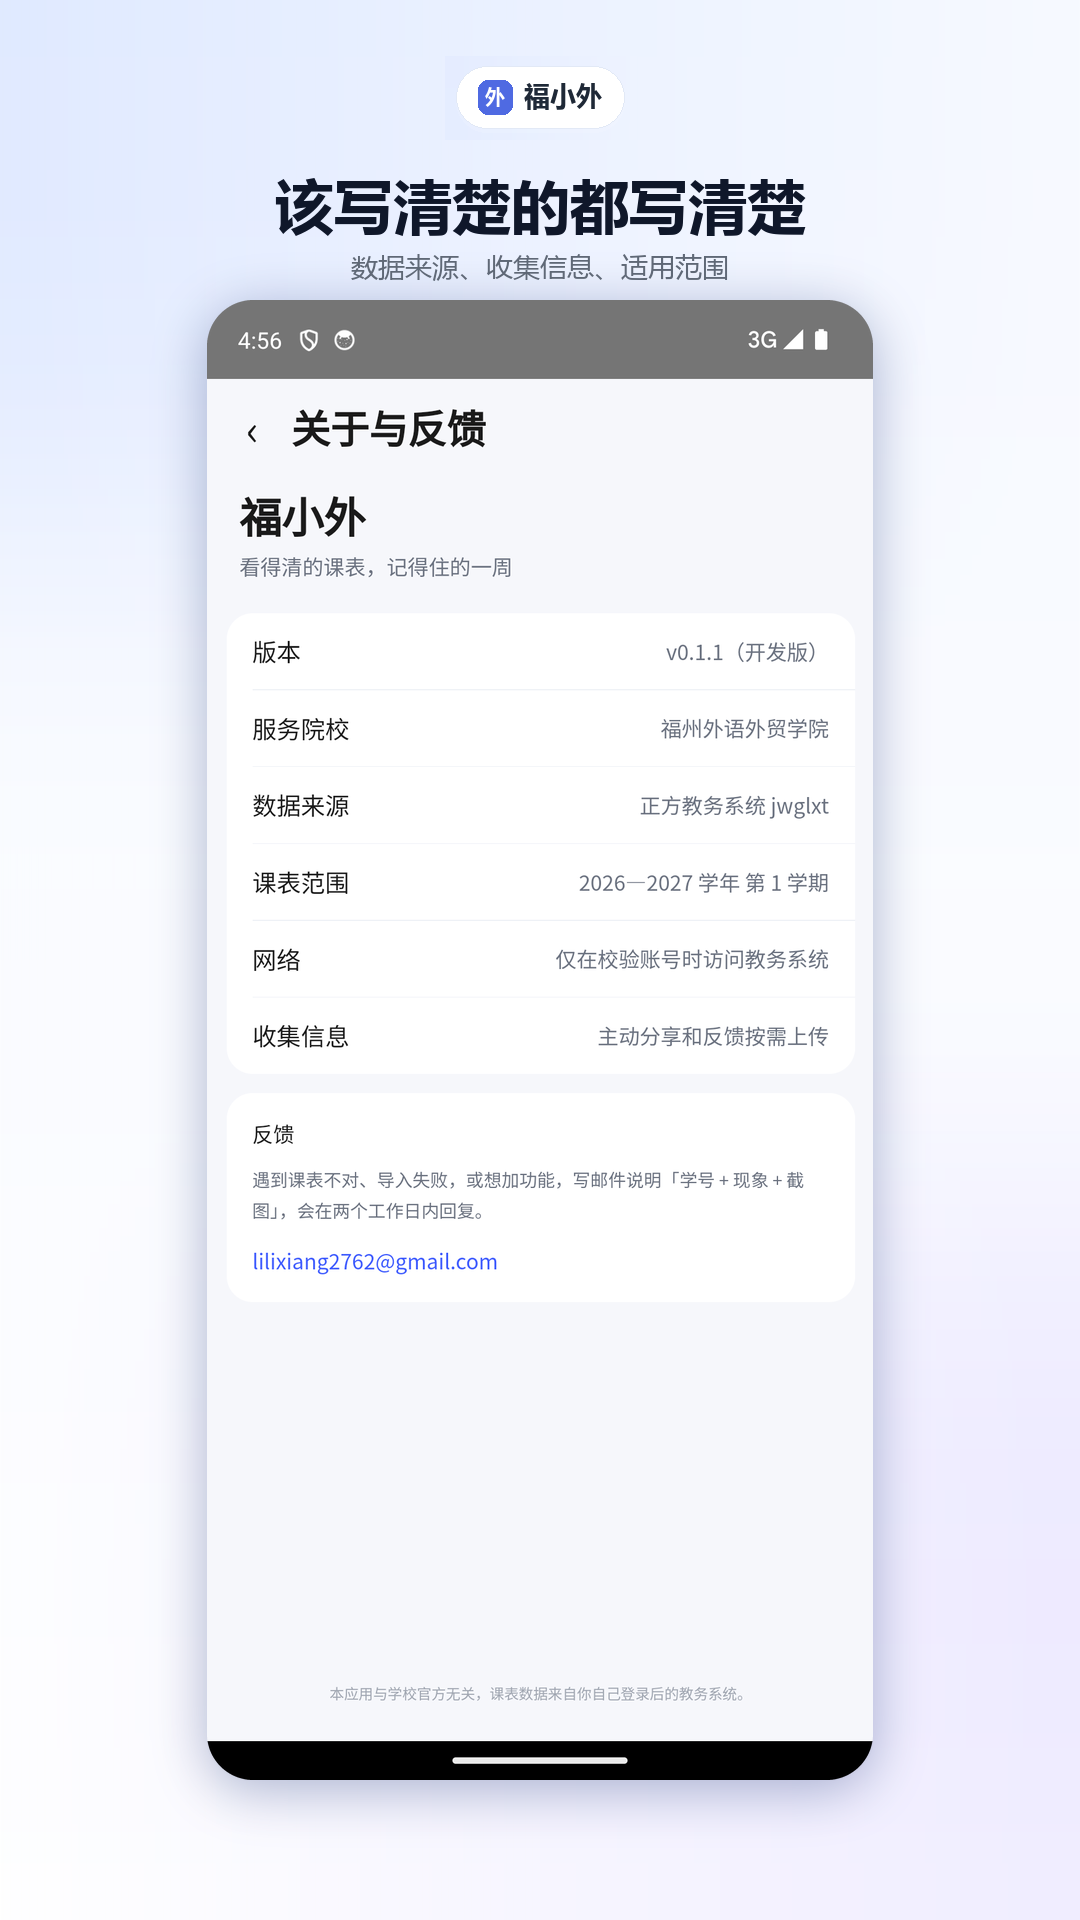 外 福小外
该写清楚的都写清楚
数据来源、收集信息、适用范围
4:56 3G
‹ 关于与反馈
福小外
看得清的课表，记得住的一周
版本 v0.1.1（开发版）
服务院校 福州外语外贸学院
数据来源 正方教务系统 jwglxt
课表范围 2026—2027 学年 第 1 学期
网络 仅在校验账号时访问教务系统
收集信息 主动分享和反馈按需上传
反馈
遇到课表不对、导入失败，或想加功能，写邮件说明「学号 + 现象 + 截
图」，会在两个工作日内回复。
lilixiang2762@gmail.com
本应用与学校官方无关，课表数据来自你自己登录后的教务系统。